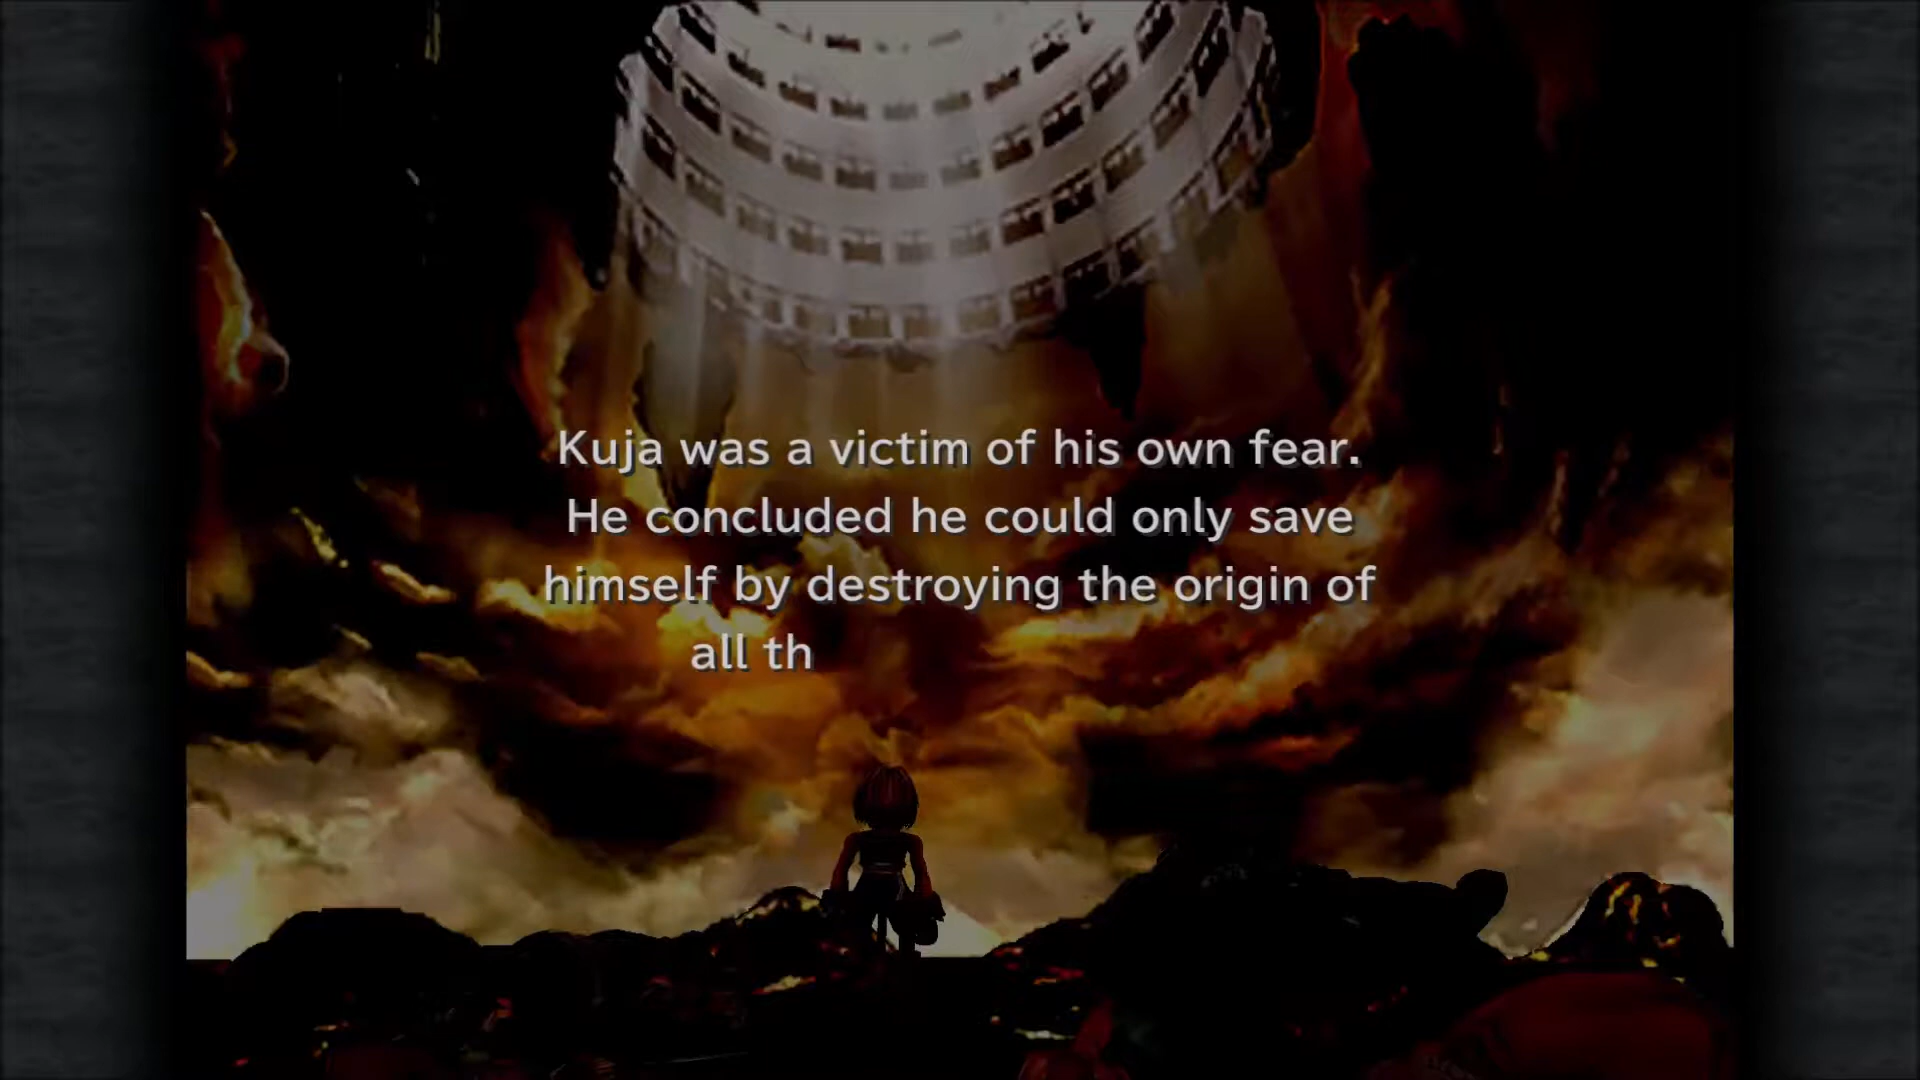 Kuja was a victim of his own fear.
He concluded he could only save
himself by destroying the origin of
all th